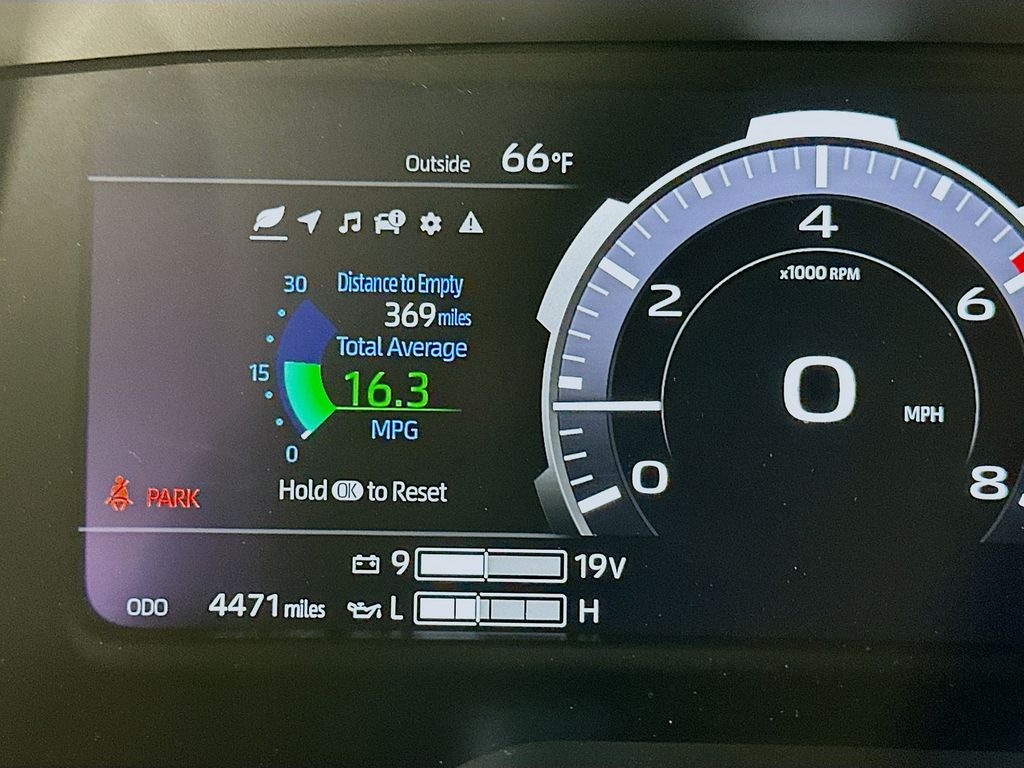 Outside 66°F
30
Distance to Empty
369 miles
Total Average
15
16.3
MPG
0
Hold OK to Reset
PARK
9 19V
ODO 4471 miles L H
0
2
4
6
8
x1000 RPM
0 MPH